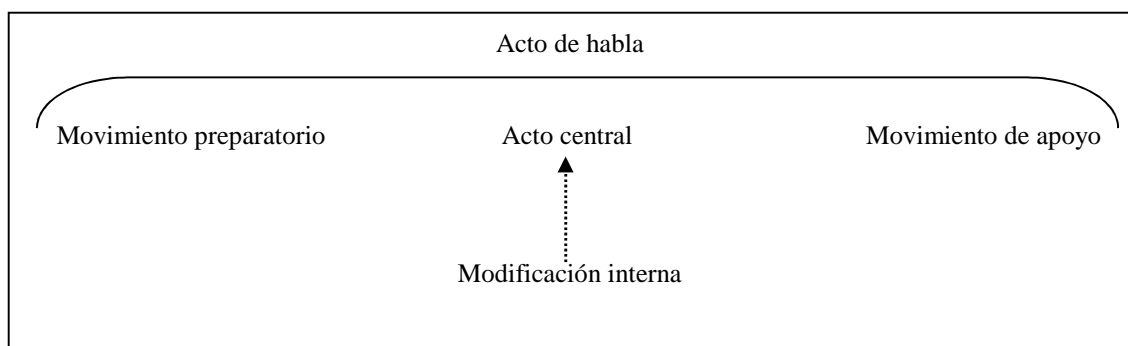 Acto de habla
Movimiento preparatorio Acto central Movimiento de apoyo
Modificación interna